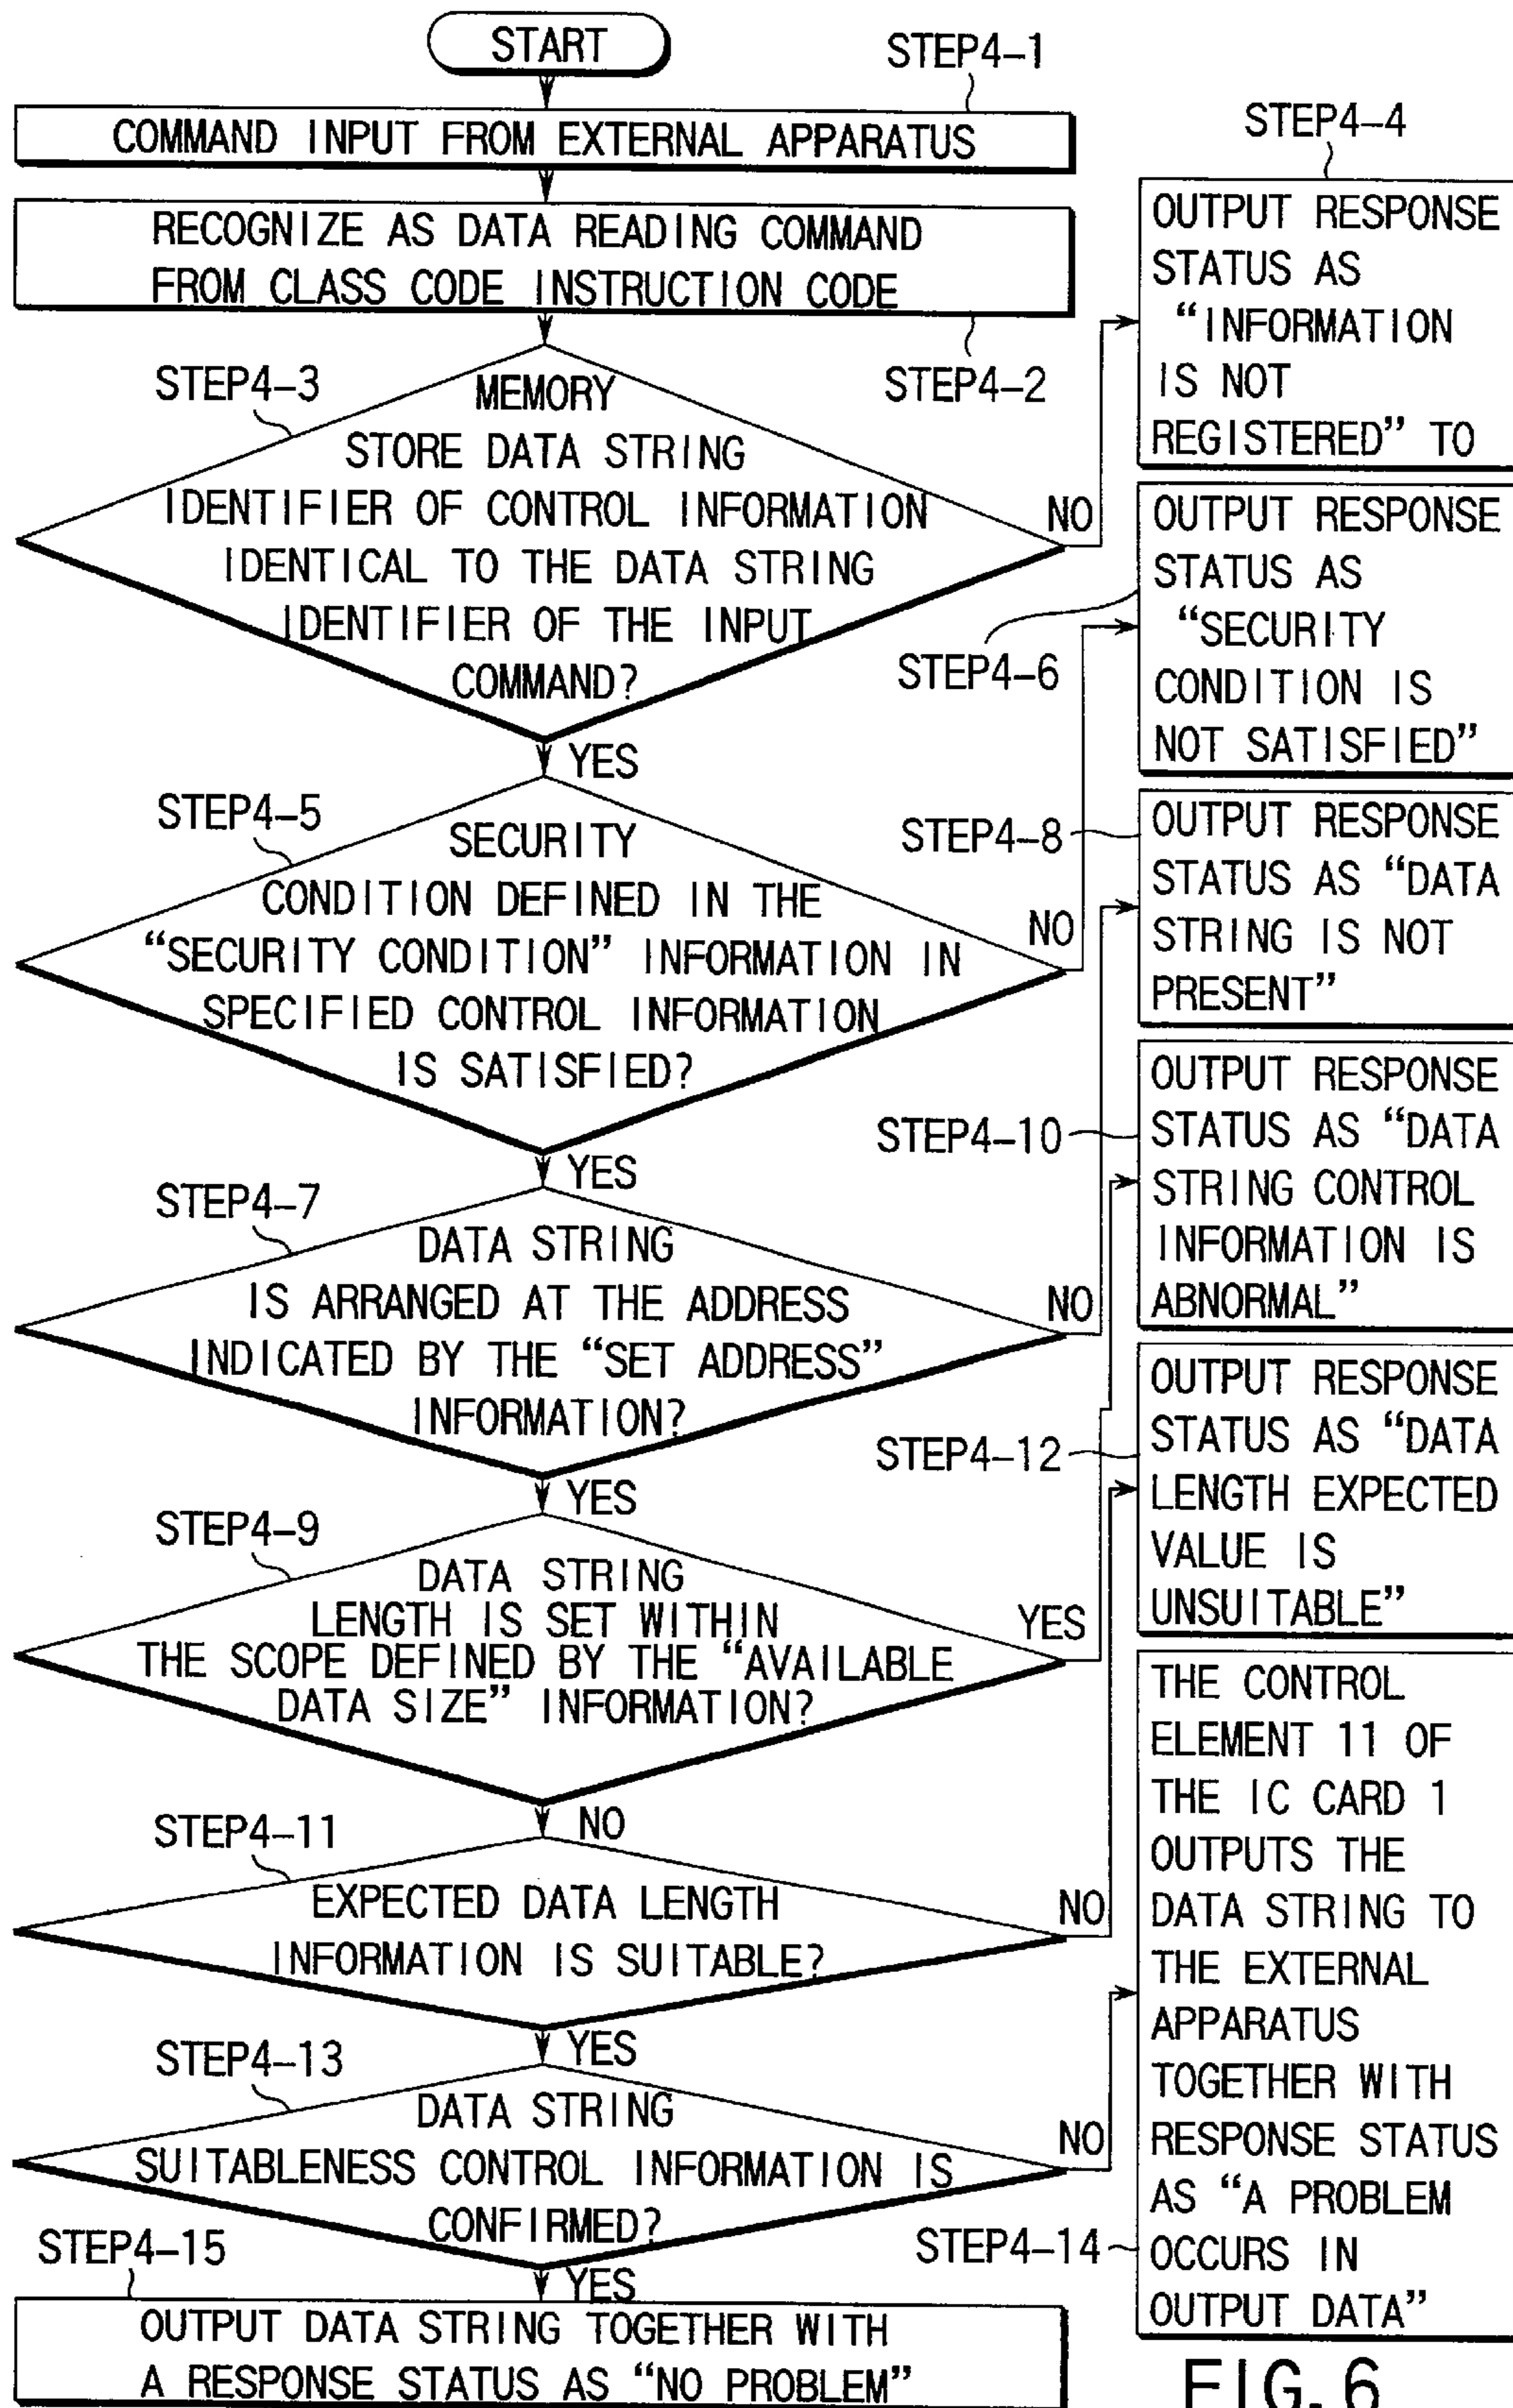 START
STEP4-1
COMMAND INPUT FROM EXTERNAL APPARATUS
RECOGNIZE AS DATA READING COMMAND
FROM CLASS CODE INSTRUCTION CODE
STEP4-2
STEP4-3
MEMORY
STORE DATA STRING
IDENTIFIER OF CONTROL INFORMATION
IDENTICAL TO THE DATA STRING
IDENTIFIER OF THE INPUT
COMMAND?
NO
YES
STEP4-4
OUTPUT RESPONSE
STATUS AS
“INFORMATION
IS NOT
REGISTERED” TO
STEP4-5
SECURITY
CONDITION DEFINED IN THE
“SECURITY CONDITION” INFORMATION IN
SPECIFIED CONTROL INFORMATION
IS SATISFIED?
NO
YES
STEP4-6
OUTPUT RESPONSE
STATUS AS
“SECURITY
CONDITION IS
NOT SATISFIED”
STEP4-7
DATA STRING
IS ARRANGED AT THE ADDRESS
INDICATED BY THE “SET ADDRESS”
INFORMATION?
NO
YES
STEP4-8
OUTPUT RESPONSE
STATUS AS “DATA
STRING IS NOT
PRESENT”
STEP4-9
DATA STRING
LENGTH IS SET WITHIN
THE SCOPE DEFINED BY THE “AVAILABLE
DATA SIZE” INFORMATION?
YES
NO
STEP4-10
OUTPUT RESPONSE
STATUS AS “DATA
STRING CONTROL
INFORMATION IS
ABNORMAL”
STEP4-11
EXPECTED DATA LENGTH
INFORMATION IS SUITABLE?
NO
YES
STEP4-12
OUTPUT RESPONSE
STATUS AS “DATA
LENGTH EXPECTED
VALUE IS
UNSUITABLE”
STEP4-13
DATA STRING
SUITABLENESS CONTROL INFORMATION IS
CONFIRMED?
NO
YES
STEP4-14
THE CONTROL
ELEMENT 11 OF
THE IC CARD 1
OUTPUTS THE
DATA STRING TO
THE EXTERNAL
APPARATUS
TOGETHER WITH
RESPONSE STATUS
AS “A PROBLEM
OCCURS IN
OUTPUT DATA”
STEP4-15
OUTPUT DATA STRING TOGETHER WITH
A RESPONSE STATUS AS “NO PROBLEM”
FIG. 6